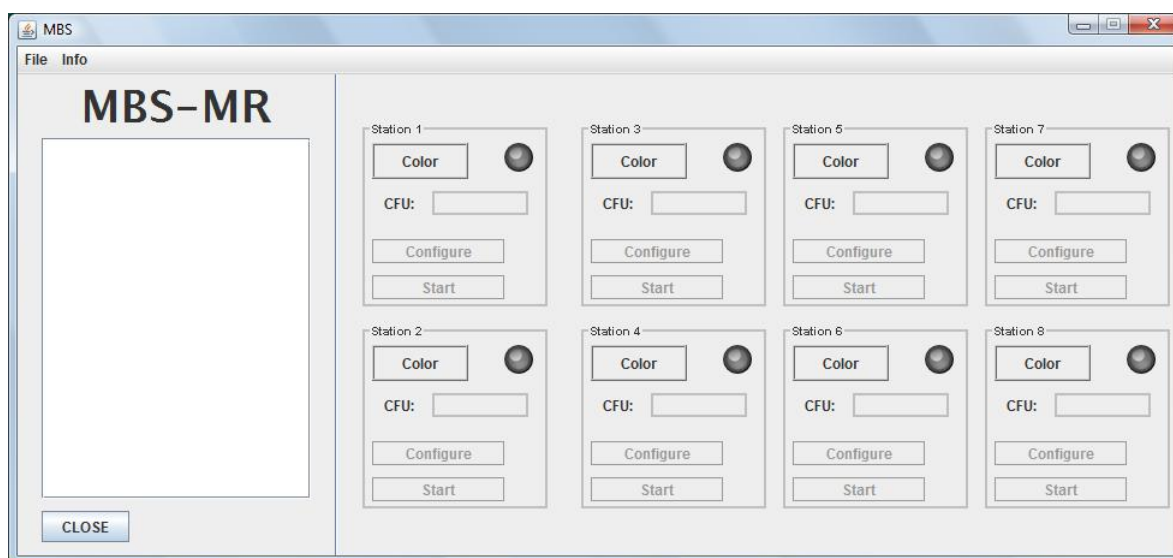 MBS
File Info
MBS-MR
CLOSE
Station 1
Color
CFU:
Configure
Start
Station 3
Color
CFU:
Configure
Start
Station 5
Color
CFU:
Configure
Start
Station 7
Color
CFU:
Configure
Start
Station 2
Color
CFU:
Configure
Start
Station 4
Color
CFU:
Configure
Start
Station 6
Color
CFU:
Configure
Start
Station 8
Color
CFU:
Configure
Start